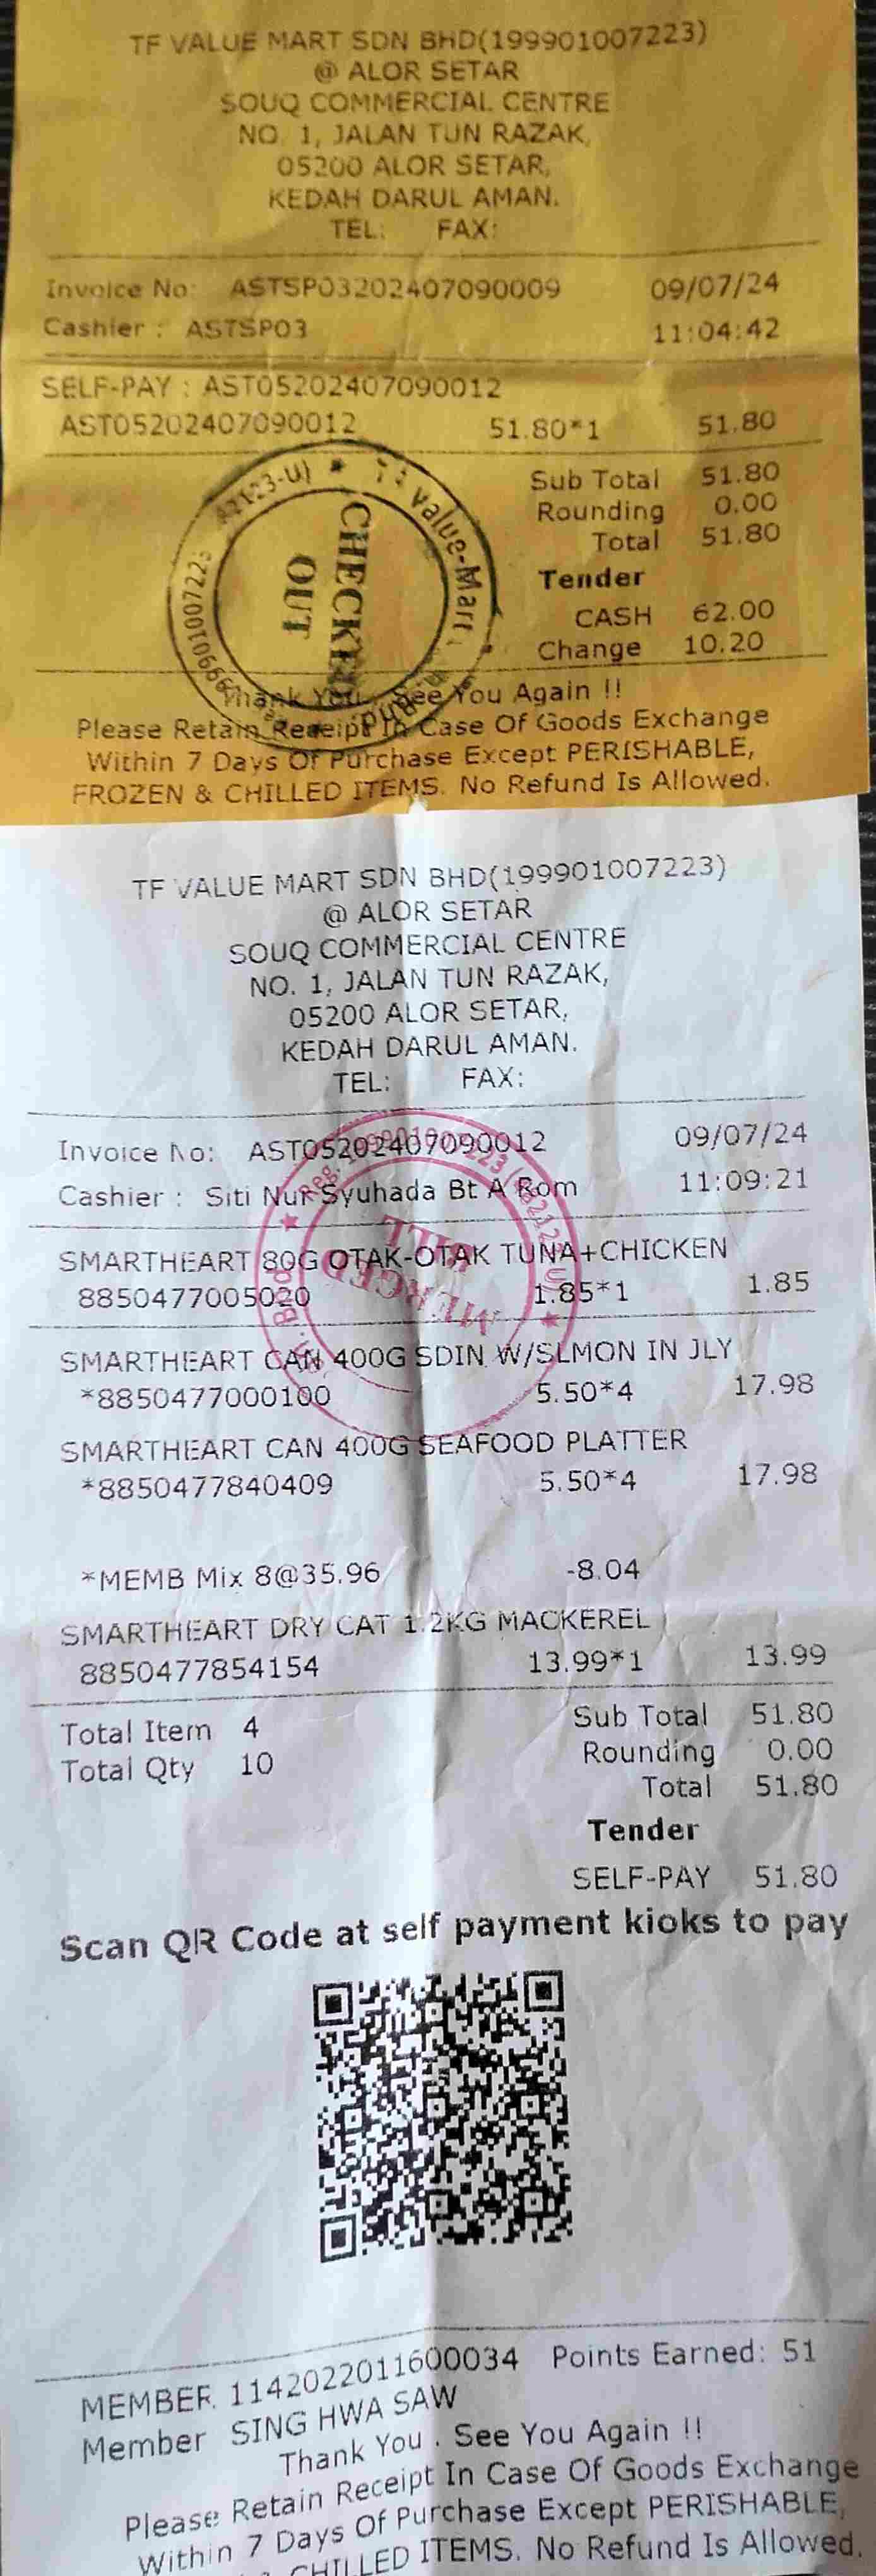 TF VALUE MART SDN BHD(199901007223)
@ ALOR SETAR
SOUQ COMMERCIAL CENTRE
NO. 1, JALAN TUN RAZAK,
05200 ALOR SETAR,
KEDAH DARUL AMAN.
TEL: FAX:
Invoice No: ASTSP03202407090009 09/07/24
Cashier : ASTSP03 11:04:42
SELF-PAY : AST05202407090012
AST05202407090012 51.80*1 51.80
Sub Total 51.80
Rounding 0.00
Total 51.80
Tender
CASH 62.00
Change 10.20
CHECK
OUT
Value-Mart
Thank You . See You Again !!
Please Retain Receipt In Case Of Goods Exchange
Within 7 Days Of Purchase Except PERISHABLE,
FROZEN & CHILLED ITEMS. No Refund Is Allowed.
TF VALUE MART SDN BHD(199901007223)
@ ALOR SETAR
SOUQ COMMERCIAL CENTRE
NO. 1, JALAN TUN RAZAK,
05200 ALOR SETAR,
KEDAH DARUL AMAN.
TEL: FAX:
Invoice No: AST05202407090012 09/07/24
Cashier : Siti Nur Syuhada Bt A Rom 11:09:21
SMARTHEART 80G OTAK-OTAK TUNA+CHICKEN
8850477005020 1.85*1 1.85
SMARTHEART CAN 400G SDIN W/SLMON IN JLY
*8850477000100 5.50*4 17.98
SMARTHEART CAN 400G SEAFOOD PLATTER
*8850477840409 5.50*4 17.98
*MEMB Mix 8@35.96 -8.04
SMARTHEART DRY CAT 1.2KG MACKEREL
8850477854154 13.99*1 13.99
MERGED
BILL
Total Item 4
Total Qty 10
Sub Total 51.80
Rounding 0.00
Total 51.80
Tender
SELF-PAY 51.80
Scan QR Code at self payment kioks to pay
MEMBER. 1142022011600034 Points Earned: 51
Member SING HWA SAW
Thank You . See You Again !!
Please Retain Receipt In Case Of Goods Exchange
Within 7 Days Of Purchase Except PERISHABLE,
CHILLED ITEMS. No Refund Is Allowed.